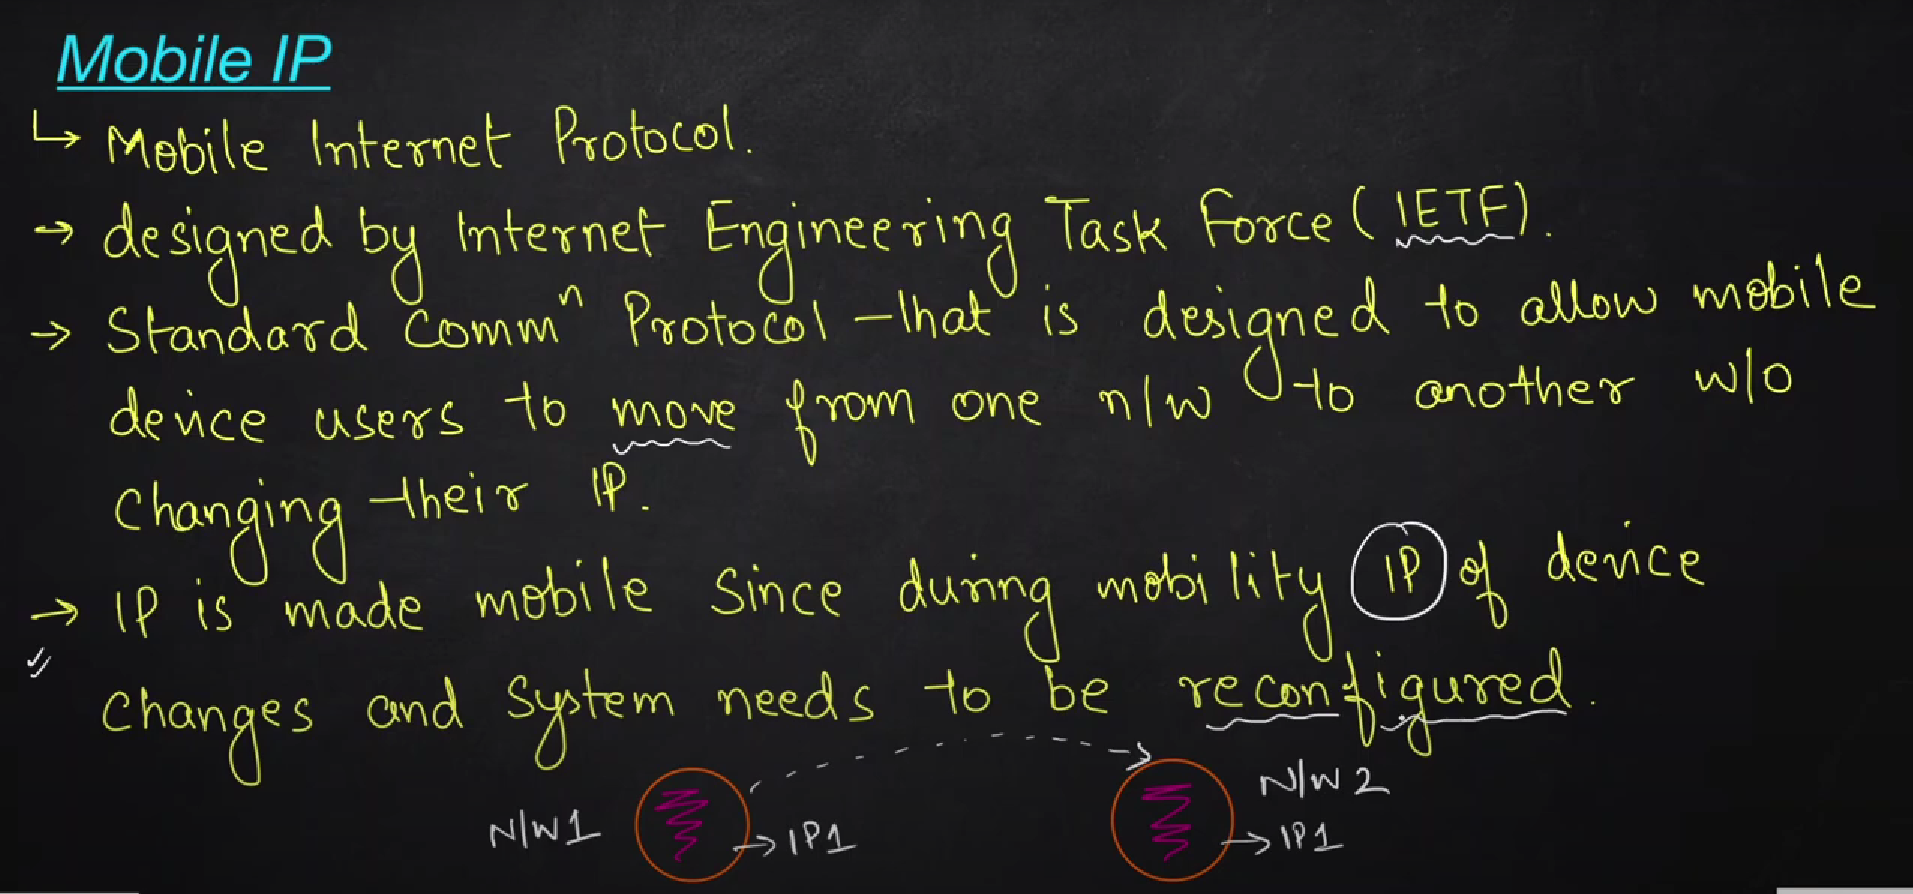 Mobile IP
↳ Mobile Internet Protocol.
→ designed by Internet Engineering Task Force (IETF).
→ Standard Commⁿ Protocol that is designed to allow mobile
device users to move from one n/w to another w/o
changing their IP.
→ IP is made mobile since during mobility IP of device
changes and system needs to be reconfigured.
N/W1 → IP1 N/W 2 → IP1